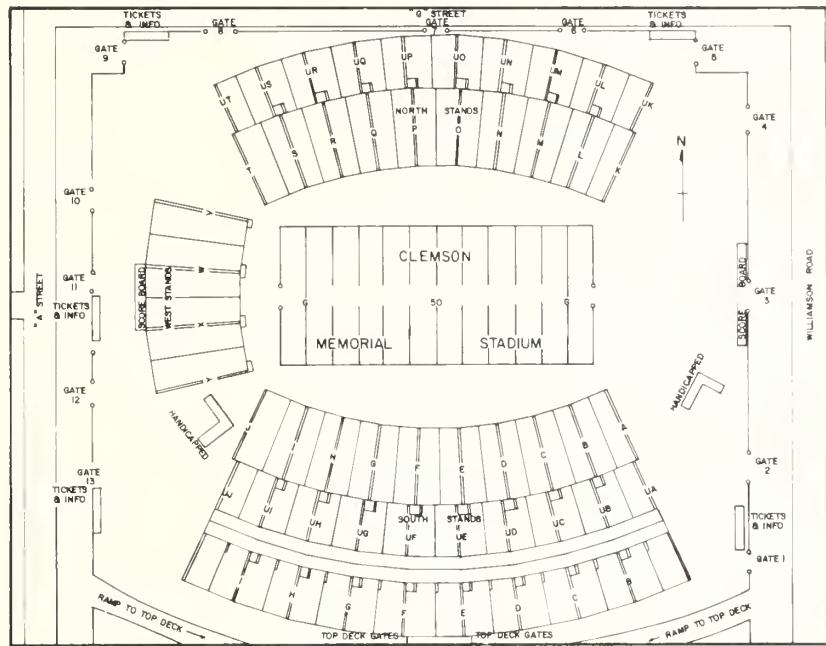 "G" STREET
TICKETS
& INFO
GATE
8
GATE
7
GATE
6
TICKETS
& INFO
GATE
9
GATE
4
UT
US
UR
UQ
UP
UO
UN
UM
UL
UK
NORTH STANDS
T
S
R
Q
P
O
N
M
L
K
N
GATE
10
GATE
11
TICKETS
& INFO
GATE
12
GATE
13
TICKETS
& INFO
"A" STREET
SCORE BOARD
WEST STANDS
V
W
X
Y
CLEMSON
G
50
G
MEMORIAL STADIUM
SCORE BOARD
GATE
3
WILLIAMSON ROAD
HANDICAPPED
HANDICAPPED
GATE
2
TICKETS
& INFO
GATE 1
I
H
G
F
E
D
C
B
A
UJ
UI
UH
UG
UF
UE
UD
UC
UB
UA
SOUTH STANDS
I
H
G
F
E
D
C
B
RAMP TO TOP DECK
TOP DECK GATES
TOP DECK GATES
RAMP TO TOP DECK